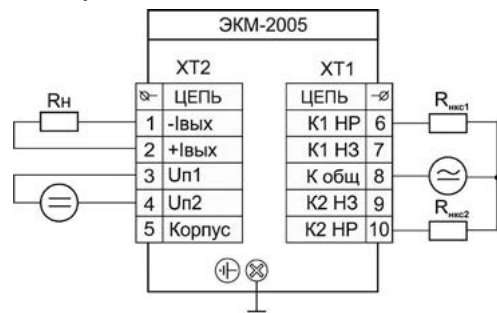 ЭКМ-2005
XT2
XT1
ЦЕПЬ
ЦЕПЬ
Rн
Rнкс1
1 -Iвых
К1 НР 6
2 +Iвых
К1 НЗ 7
3 Uп1
К общ 8
4 Uп2
К2 НЗ 9
Rнкс2
5 Корпус
К2 НР 10